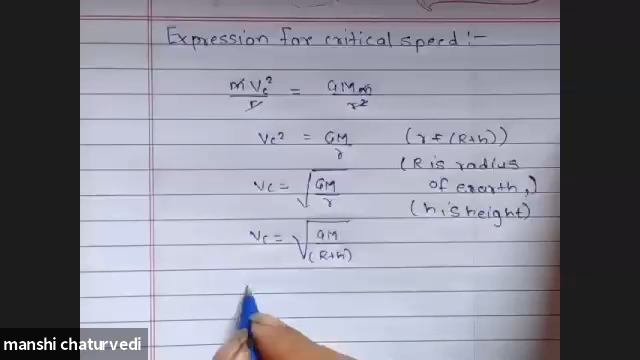 Expression for critical speed :-
mVc²/r = GMm/r²
Vc² = GM/r (r = (R+h))
(R is radius
Vc = √GM/r of erarth,)
(h is height)
Vc = √GM/(R+h)
manshi chaturvedi